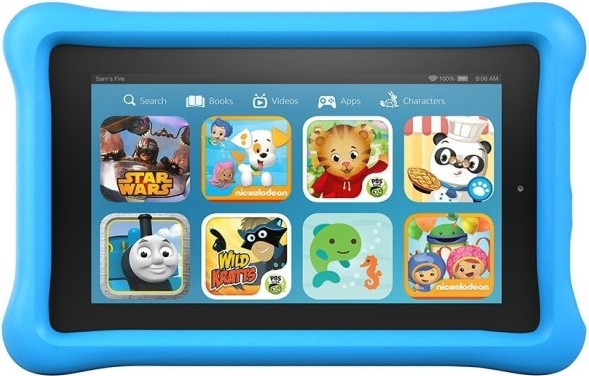 Sam's Fire 100% 9:06 AM
Search Books Videos Apps Characters
STAR WARS
nickelodeon
PBS KIDS
WILD KRATTS
PBS KIDS
nickelodeon